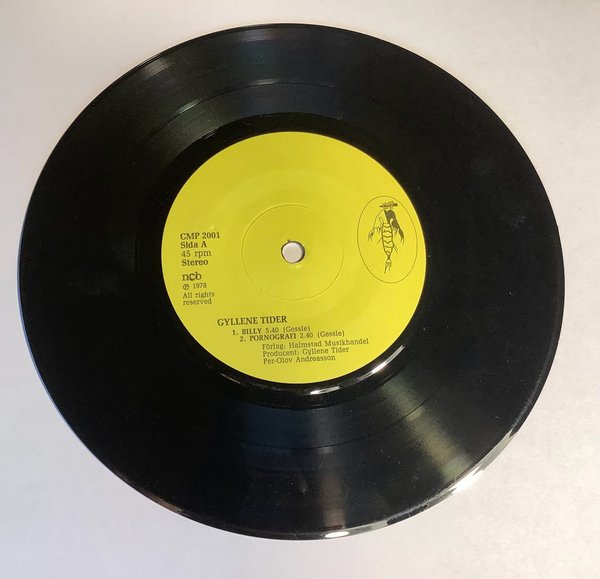 CMP 2001
Sida A
45 rpm
Stereo
ncb
℗ 1978
All rights
reserved
GYLLENE TIDER
1. BILLY 5.40 (Gessle)
2. PORNOGRAFI 2.40 (Gessle)
Förlag: Halmstad Musikhandel
Producent: Gyllene Tider
Per-Olov Andreasson